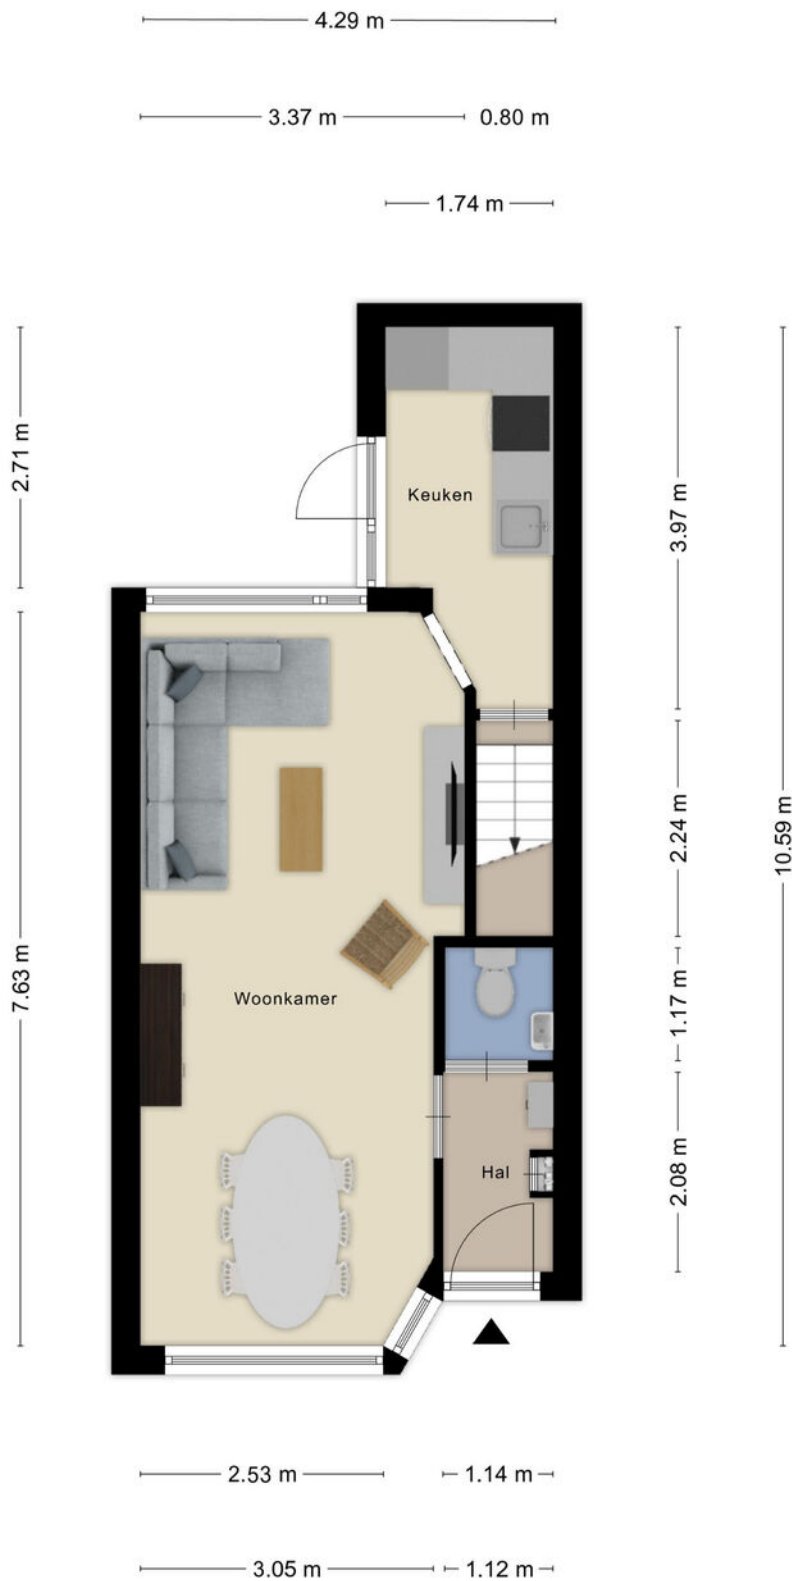 4.29 m
3.37 m 0.80 m
1.74 m
2.71 m
3.97 m
Keuken
2.24 m
10.59 m
7.63 m
Woonkamer
1.17 m
Hal
2.08 m
2.53 m 1.14 m
3.05 m 1.12 m